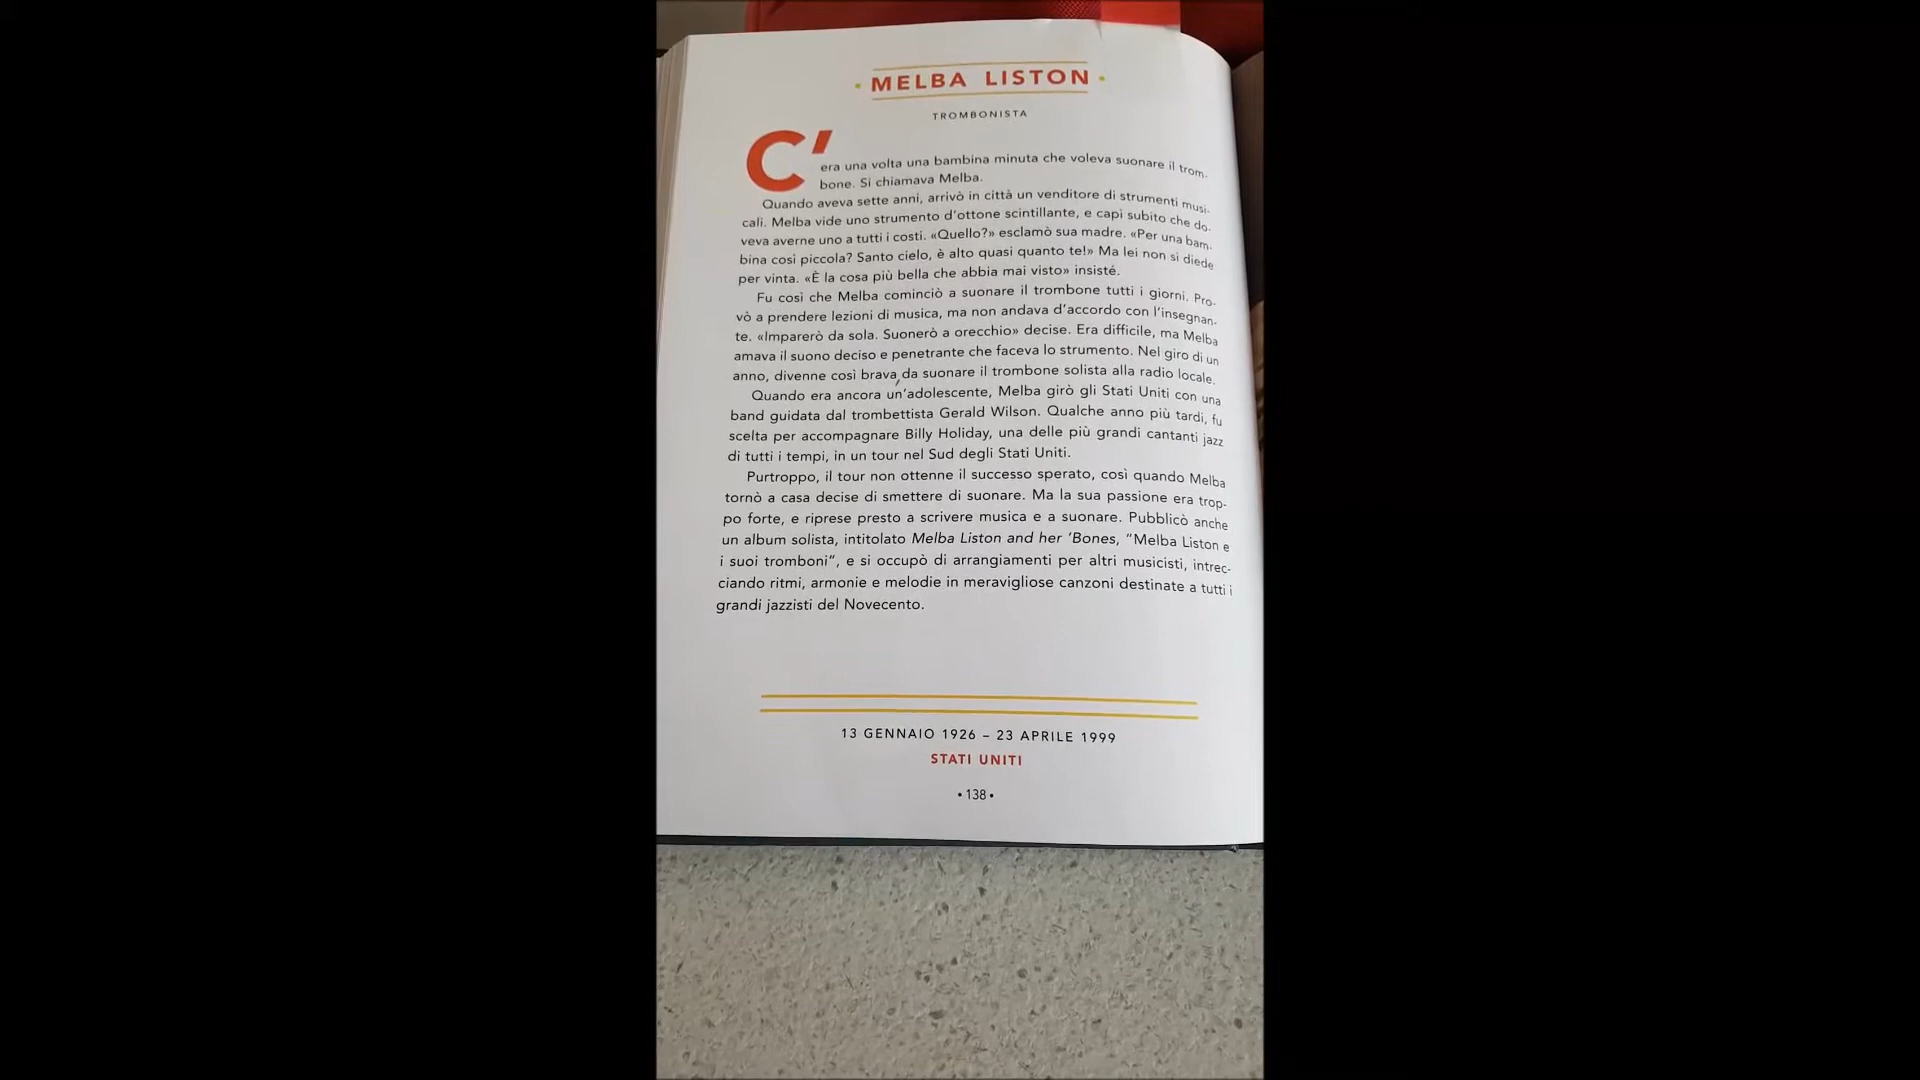 MELBA LISTON
TROMBONISTA
C'era una volta una bambina minuta che voleva suonare il trom-
bone. Si chiamava Melba.
Quando aveva sette anni, arrivò in città un venditore di strumenti musi-
cali. Melba vide uno strumento d'ottone scintillante, e capì subito che do-
veva averne uno a tutti i costi. «Quello?» esclamò sua madre. «Per una bam-
bina così piccola? Santo cielo, è alto quasi quanto te!» Ma lei non si diede
per vinta. «È la cosa più bella che abbia mai visto» insisté.
Fu così che Melba cominciò a suonare il trombone tutti i giorni. Pro-
vò a prendere lezioni di musica, ma non andava d'accordo con l'insegnan-
te. «Imparerò da sola. Suonerò a orecchio» decise. Era difficile, ma Melba
amava il suono deciso e penetrante che faceva lo strumento. Nel giro di un
anno, divenne così brava da suonare il trombone solista alla radio locale.
Quando era ancora un'adolescente, Melba girò gli Stati Uniti con una
band guidata dal trombettista Gerald Wilson. Qualche anno più tardi, fu
scelta per accompagnare Billy Holiday, una delle più grandi cantanti jazz
di tutti i tempi, in un tour nel Sud degli Stati Uniti.
Purtroppo, il tour non ottenne il successo sperato, così quando Melba
tornò a casa decise di smettere di suonare. Ma la sua passione era trop-
po forte, e riprese presto a scrivere musica e a suonare. Pubblicò anche
un album solista, intitolato Melba Liston and her 'Bones, “Melba Liston e
i suoi tromboni”, e si occupò di arrangiamenti per altri musicisti, intrec-
ciando ritmi, armonie e melodie in meravigliose canzoni destinate a tutti i
grandi jazzisti del Novecento.
13 GENNAIO 1926 – 23 APRILE 1999
STATI UNITI
• 138 •